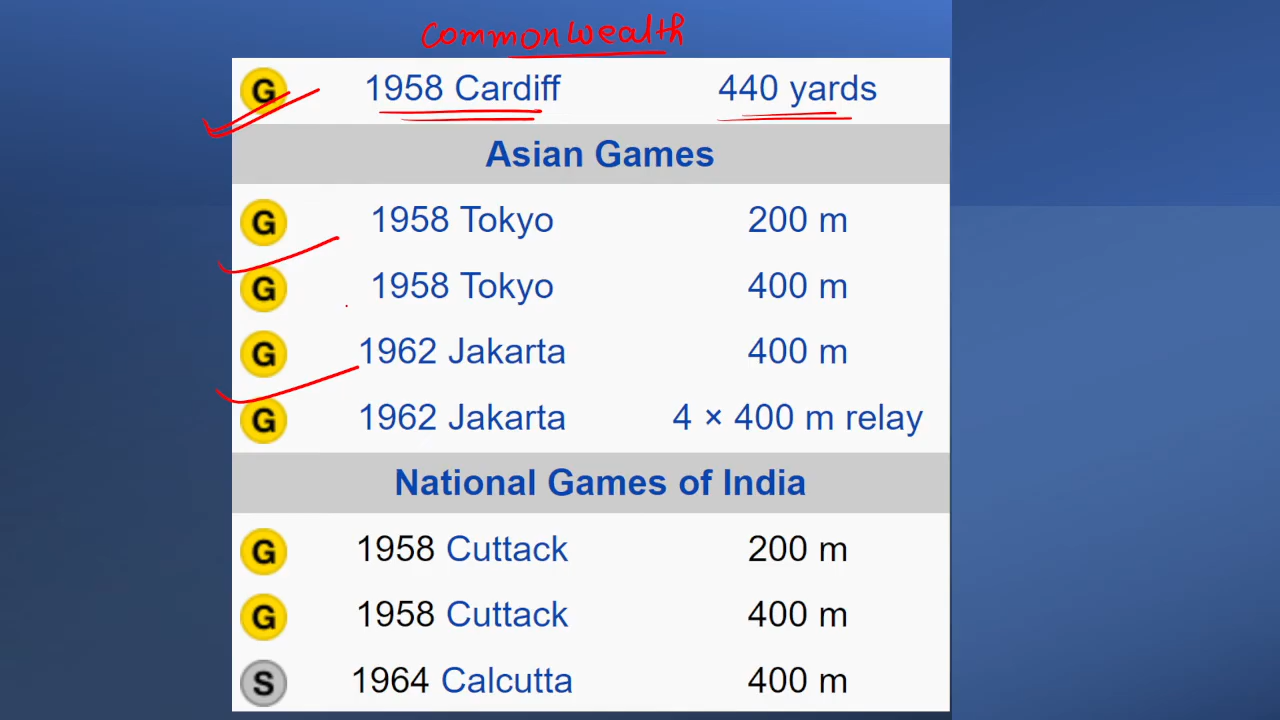 Commonwealth
G 1958 Cardiff 440 yards
Asian Games
G 1958 Tokyo 200 m
G 1958 Tokyo 400 m
G 1962 Jakarta 400 m
G 1962 Jakarta 4 × 400 m relay
National Games of India
G 1958 Cuttack 200 m
G 1958 Cuttack 400 m
S 1964 Calcutta 400 m